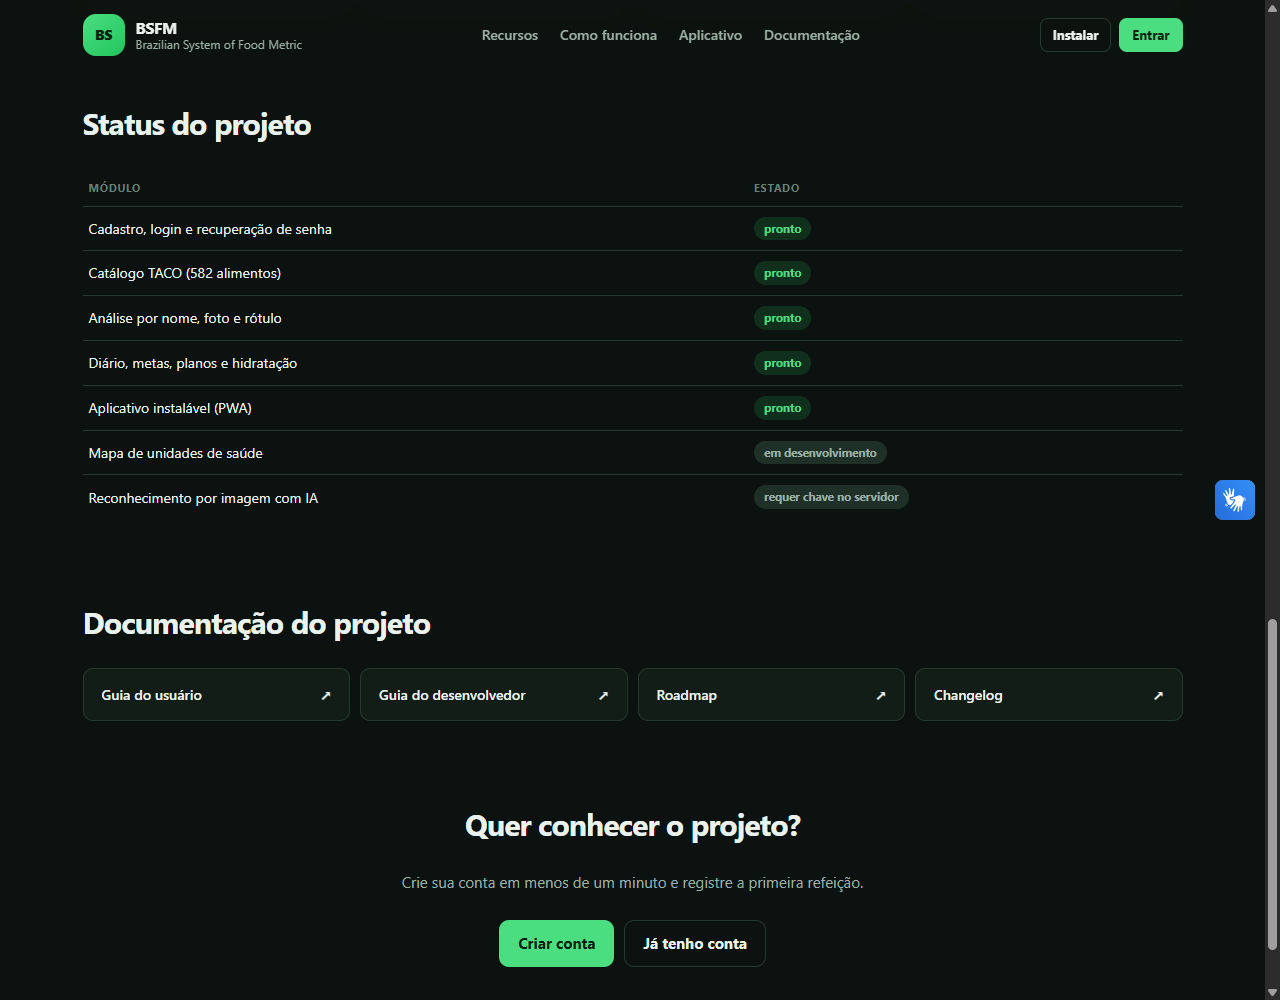 BS
BSFM
Brazilian System of Food Metric
Recursos
Como funciona
Aplicativo
Documentação
Instalar
Entrar
Status do projeto
MÓDULO
ESTADO
Cadastro, login e recuperação de senha
pronto
Catálogo TACO (582 alimentos)
pronto
Análise por nome, foto e rótulo
pronto
Diário, metas, planos e hidratação
pronto
Aplicativo instalável (PWA)
pronto
Mapa de unidades de saúde
em desenvolvimento
Reconhecimento por imagem com IA
requer chave no servidor
Documentação do projeto
Guia do usuário ↗
Guia do desenvolvedor ↗
Roadmap ↗
Changelog ↗
Quer conhecer o projeto?
Crie sua conta em menos de um minuto e registre a primeira refeição.
Criar conta
Já tenho conta